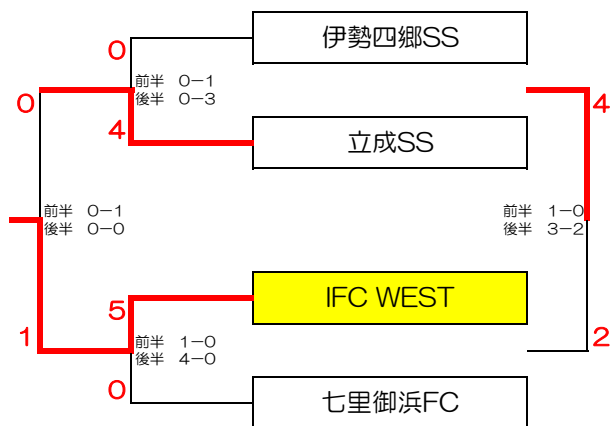 伊勢四郷SS
0
前半 0-1
後半 0-3
0
4
4
立成SS
前半 0-1
後半 0-0
前半 1-0
後半 3-2
IFC WEST
5
1
前半 1-0
後半 4-0
2
0
七里御浜FC